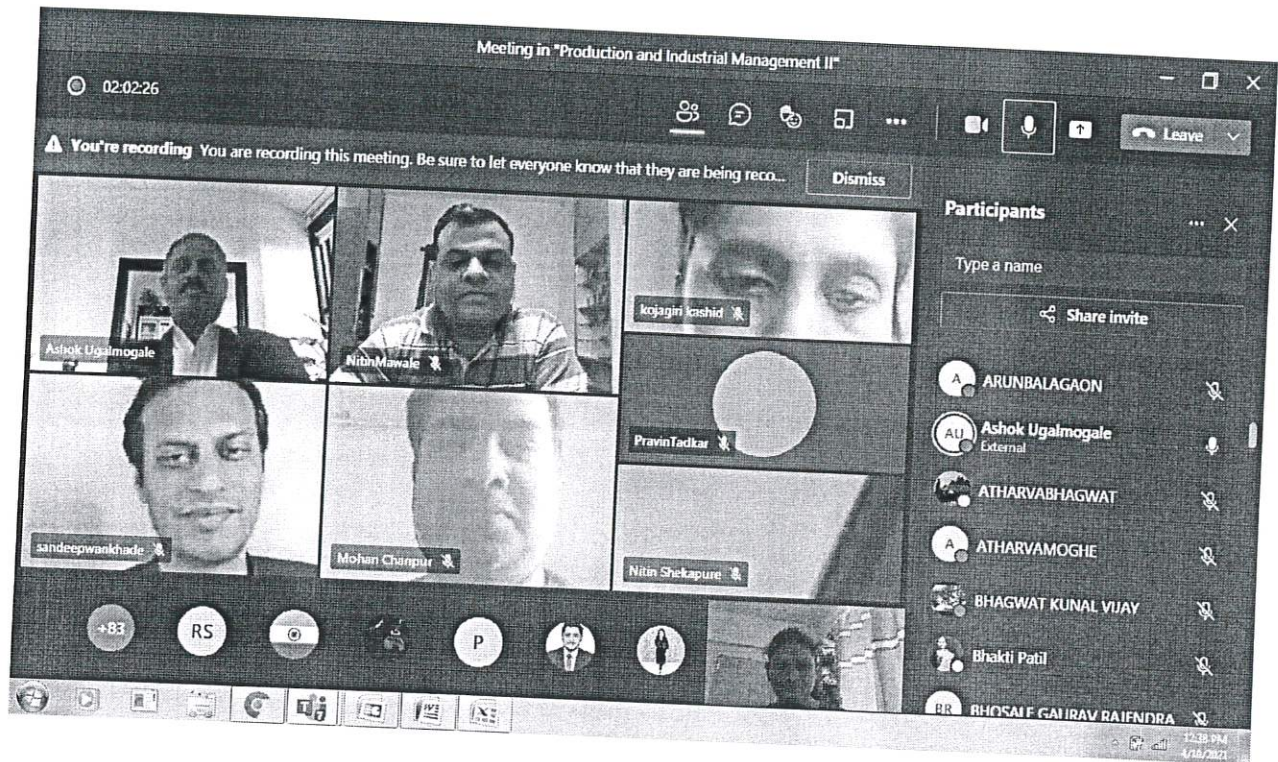 Meeting in "Production and Industrial Management II"
02:02:26
Leave
You're recording You are recording this meeting. Be sure to let everyone know that they are being reco...
Dismiss
Ashok Ugalmogale
NitinMawale
kojagiri kashid
PravinTadkar
sandeepwankhade
Mohan Chanpur
Nitin Shekapure
+83
RS
P
Participants
Type a name
Share invite
A ARUNBALAGAON
AU Ashok Ugalmogale
External
ATHARVABHAGWAT
A ATHARVAMOGHE
BHAGWAT KUNAL VIJAY
Bhakti Patil
BR BHOSALE GAURAV RAJENDRA
12:38 PM
4/16/2021